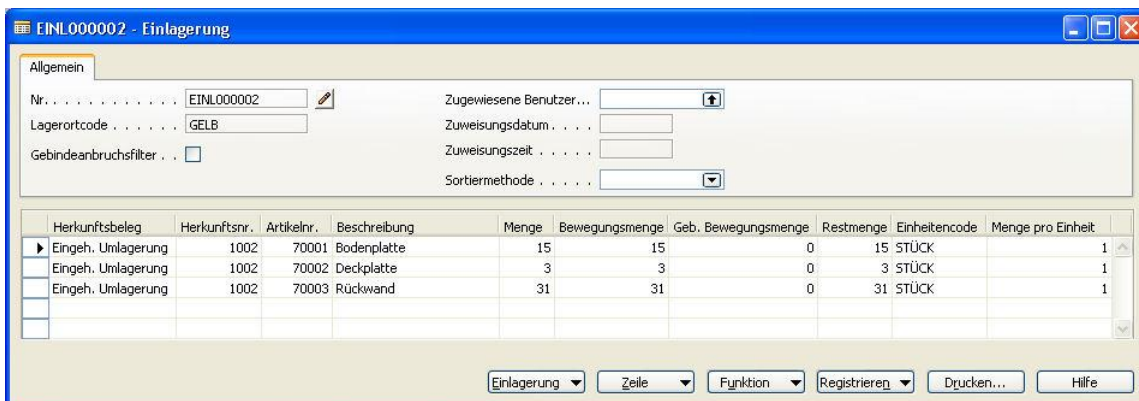 EINL000002 - Einlagerung
Allgemein
Nr. . . . . . . . . . . . . EINL000002
Zugewiesene Benutzer...
Lagerortcode . . . . . . GELB
Zuweisungsdatum . . . .
Gebindeanbruchsfilter . .
Zuweisungszeit . . . . .
Sortiermethode . . . . .
Herkunftsbeleg Herkunftsnr. Artikelnr. Beschreibung Menge Bewegungsmenge Geb. Bewegungsmenge Restmenge Einheitencode Menge pro Einheit
Eingeh. Umlagerung 1002 70001 Bodenplatte 15 15 0 15 STÜCK 1
Eingeh. Umlagerung 1002 70002 Deckplatte 3 3 0 3 STÜCK 1
Eingeh. Umlagerung 1002 70003 Rückwand 31 31 0 31 STÜCK 1
Einlagerung Zeile Funktion Registrieren Drucken... Hilfe